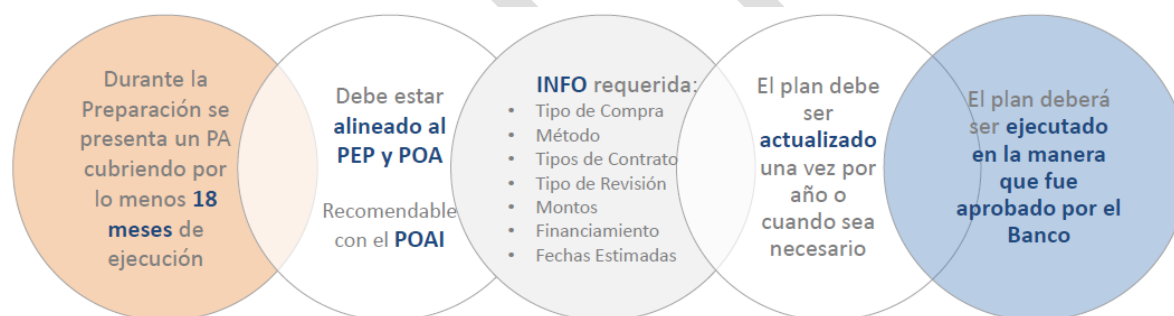 Durante la
Preparación se
presenta un PA
cubriendo por
lo menos 18
meses de
ejecución
Debe estar
alineado al
PEP y POA
Recomendable
con el POAI
INFO requerida:
• Tipo de Compra
• Método
• Tipos de Contrato
• Tipo de Revisión
• Montos
• Financiamiento
• Fechas Estimadas
El plan debe
ser
actualizado
una vez por
año o
cuando sea
necesario
El plan deberá
ser ejecutado
en la manera
que fue
aprobado por el
Banco